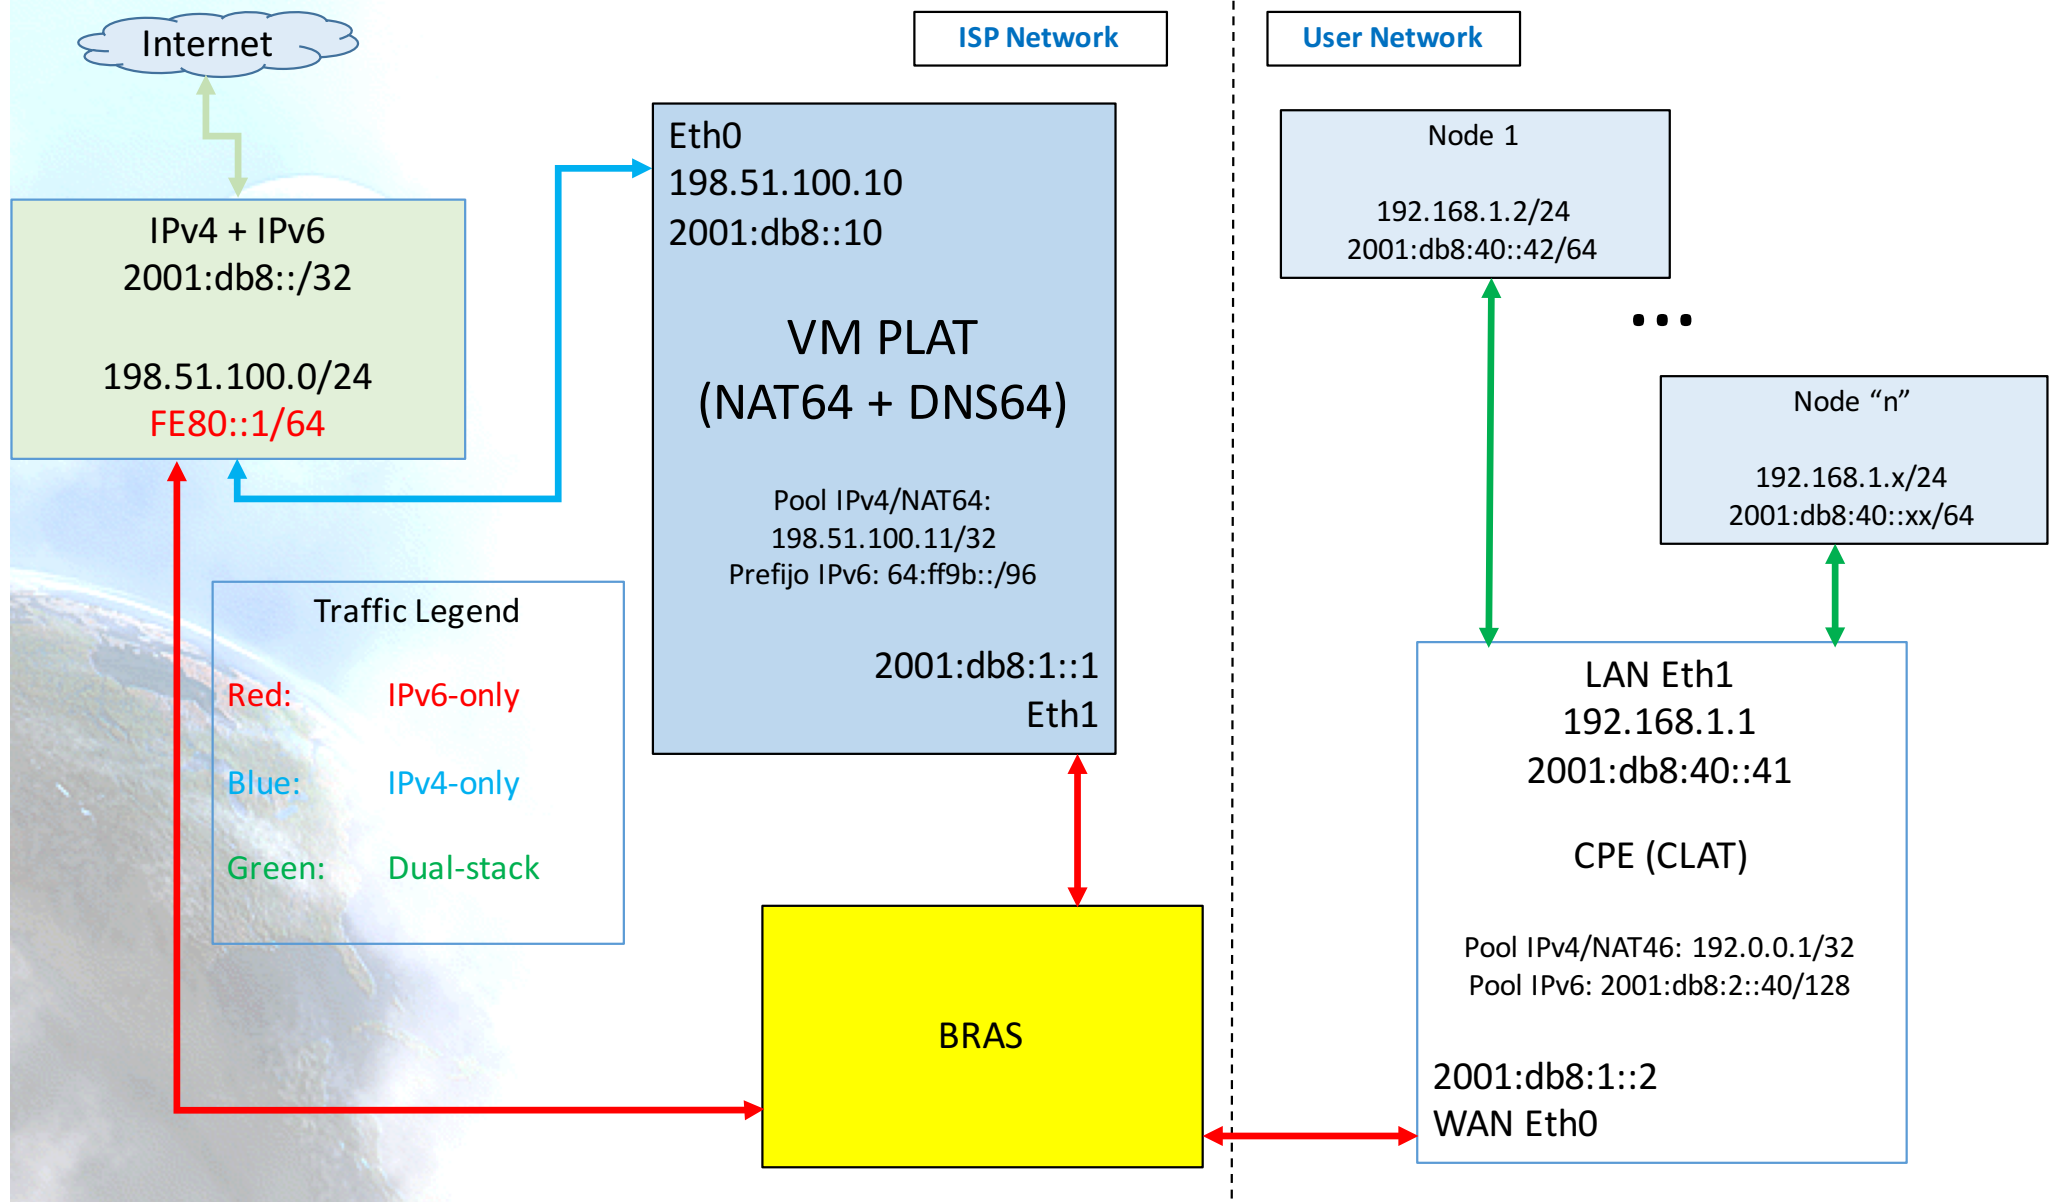 Internet
ISP Network
User Network
IPv4 + IPv6
2001:db8::/32
198.51.100.0/24
FE80::1/64
Eth0
198.51.100.10
2001:db8::10
VM PLAT
(NAT64 + DNS64)
Pool IPv4/NAT64:
198.51.100.11/32
Prefijo IPv6: 64:ff9b::/96
2001:db8:1::1
Eth1
Node 1
192.168.1.2/24
2001:db8:40::42/64
...
Node “n”
192.168.1.x/24
2001:db8:40::xx/64
Traffic Legend
Red: IPv6-only
Blue: IPv4-only
Green: Dual-stack
LAN Eth1
192.168.1.1
2001:db8:40::41
CPE (CLAT)
Pool IPv4/NAT46: 192.0.0.1/32
Pool IPv6: 2001:db8:2::40/128
2001:db8:1::2
WAN Eth0
BRAS